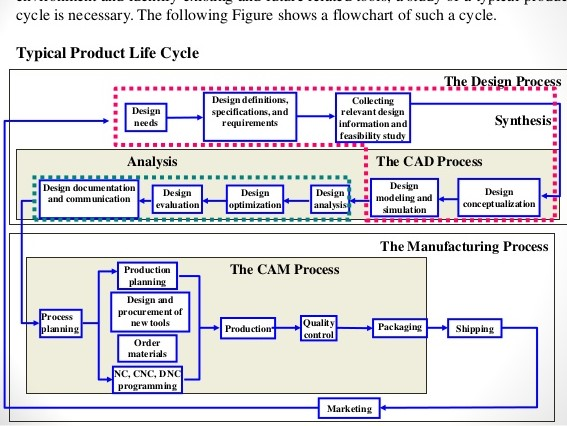 cycle is necessary. The following Figure shows a flowchart of such a cycle.
Typical Product Life Cycle
The Design Process
Design
needs
Design definitions,
specifications, and
requirements
Collecting
relevant design
information and
feasibility study
Synthesis
Analysis
The CAD Process
Design documentation
and communication
Design
evaluation
Design
optimization
Design
analysis
Design
modeling and
simulation
Design
conceptualization
The Manufacturing Process
The CAM Process
Process
planning
Production
planning
Design and
procurement of
new tools
Order
materials
NC, CNC, DNC
programming
Production
Quality
control
Packaging
Shipping
Marketing